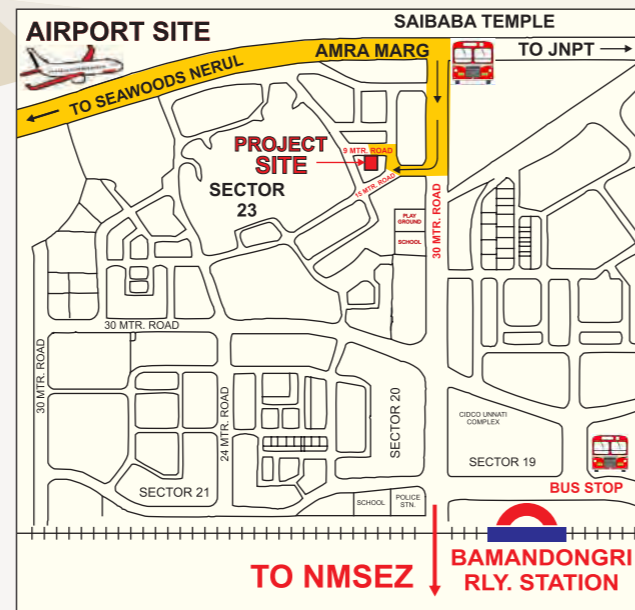 SAIBABA TEMPLE
AIRPORT SITE
AMRA MARG
TO JNPT
TO SEAWOODS NERUL
PROJECT
SITE
9 MTR. ROAD
15 MTR. ROAD
SECTOR
23
PLAY
GROUND
SCHOOL
30 MTR. ROAD
30 MTR. ROAD
30 MTR. ROAD
24 MTR. ROAD
SECTOR 20
CIDCO UNNATI
COMPLEX
SECTOR 19
SECTOR 21
SCHOOL
POLICE
STN.
BUS STOP
TO NMSEZ
BAMANDONGRI
RLY. STATION